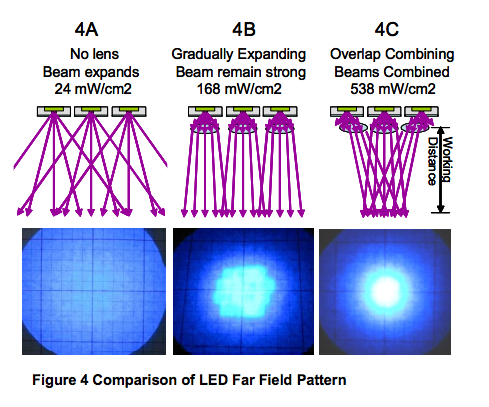 4A
No lens
Beam expands
24 mW/cm2
4B
Gradually Expanding
Beam remain strong
168 mW/cm2
4C
Overlap Combining
Beams Combined
538 mW/cm2
Working
Distance
Figure 4 Comparison of LED Far Field Pattern